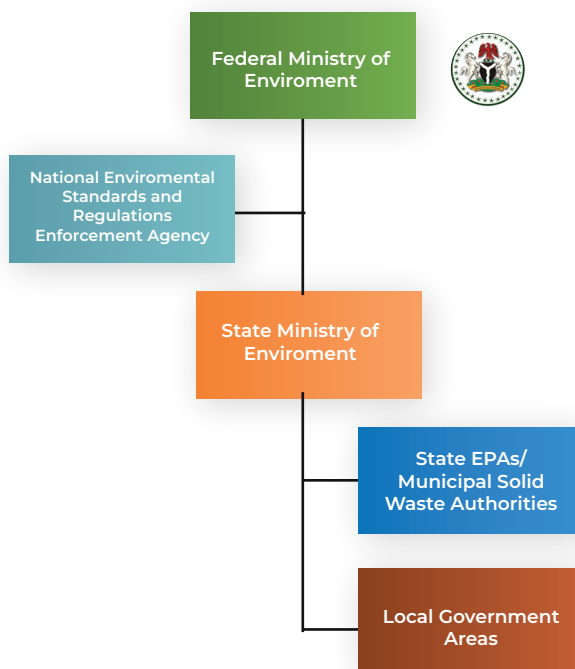 Federal Ministry of
Enviroment
National Enviromental
Standards and
Regulations
Enforcement Agency
State Ministry of
Enviroment
State EPAs/
Municipal Solid
Waste Authorities
Local Government
Areas